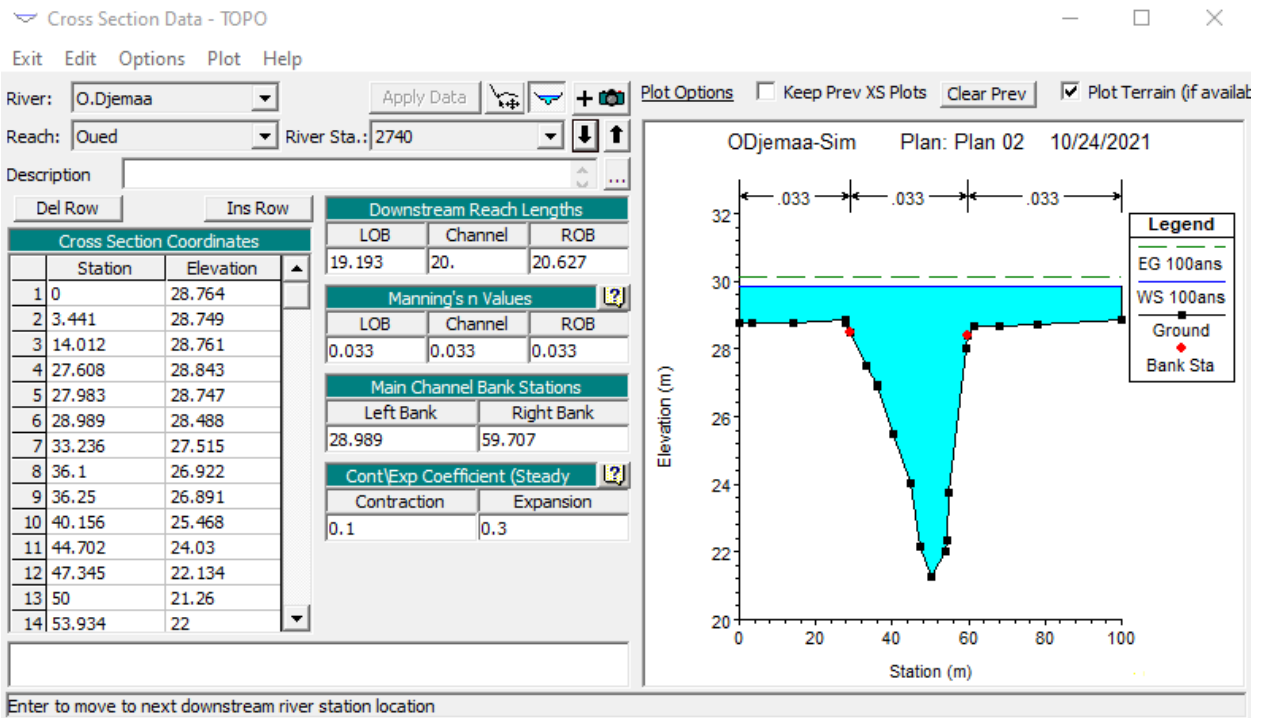 Cross Section Data - TOPO
Exit Edit Options Plot Help
River: O.Djemaa Apply Data
Reach: Oued River Sta.: 2740
Description ...
Del Row Ins Row
Cross Section Coordinates
Station Elevation
1 0 28.764
2 3.441 28.749
3 14.012 28.761
4 27.608 28.843
5 27.983 28.747
6 28.989 28.488
7 33.236 27.515
8 36.1 26.922
9 36.25 26.891
10 40.156 25.468
11 44.702 24.03
12 47.345 22.134
13 50 21.26
14 53.934 22
Downstream Reach Lengths
LOB Channel ROB
19.193 20. 20.627
Manning's n Values
LOB Channel ROB
0.033 0.033 0.033
Main Channel Bank Stations
Left Bank Right Bank
28.989 59.707
Cont\Exp Coefficient (Steady
Contraction Expansion
0.1 0.3
Plot Options Keep Prev XS Plots Clear Prev Plot Terrain (if availab
ODjemaa-Sim Plan: Plan 02 10/24/2021
.033 .033 .033
32
30
28
26
24
22
20
Elevation (m)
0 20 40 60 80 100
Station (m)
Legend
EG 100ans
WS 100ans
Ground
Bank Sta
Enter to move to next downstream river station location